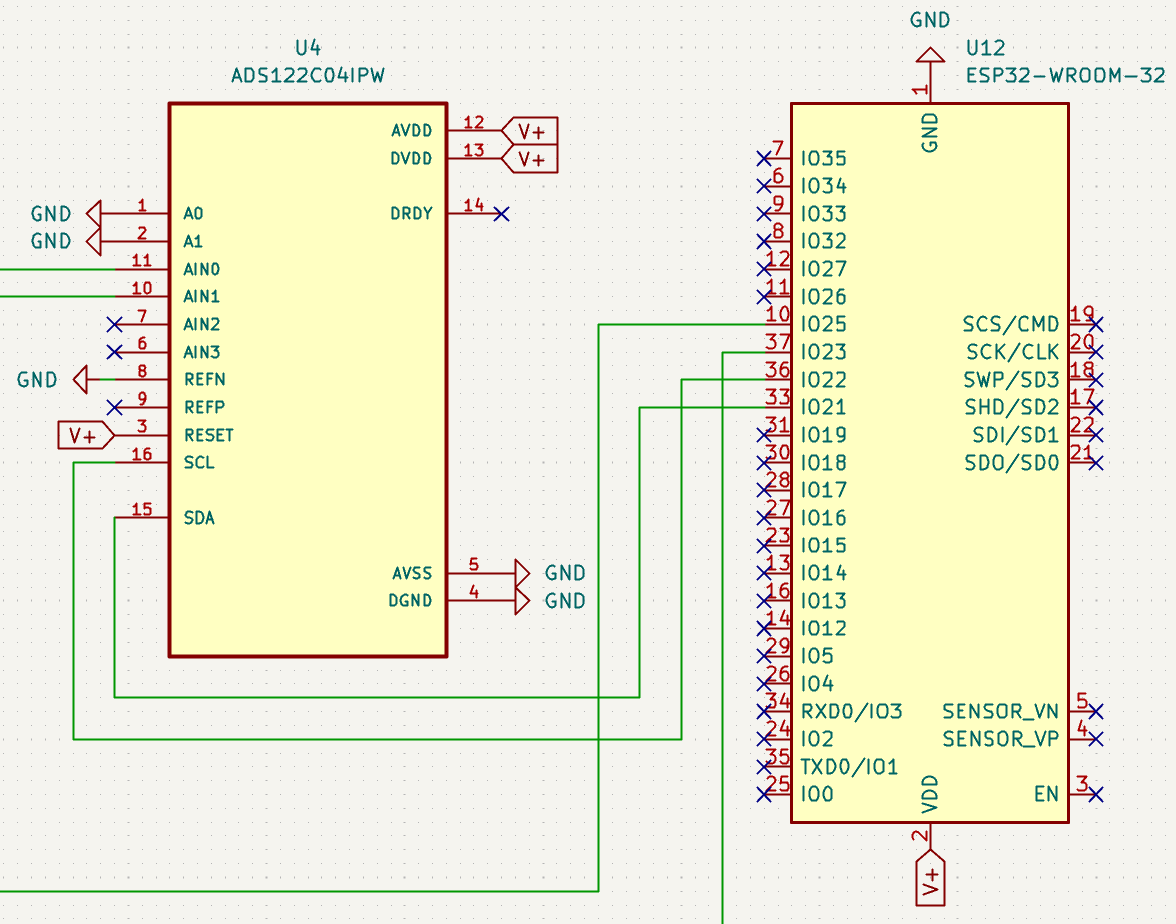 U4
ADS122C04IPW
AVDD 12 V+
DVDD 13 V+
DRDY 14
GND 1 A0
GND 2 A1
11 AIN0
10 AIN1
7 AIN2
6 AIN3
GND 8 REFN
9 REFP
V+ 3 RESET
16 SCL
15 SDA
AVSS 5 GND
DGND 4 GND
GND
U12
ESP32-WROOM-32
1
GND
7 IO35
6 IO34
9 IO33
8 IO32
12 IO27
11 IO26
10 IO25
37 IO23
36 IO22
33 IO21
31 IO19
30 IO18
28 IO17
27 IO16
23 IO15
13 IO14
16 IO13
14 IO12
29 IO5
26 IO4
34 RXD0/IO3
24 IO2
35 TXD0/IO1
25 IO0
SCS/CMD 19
SCK/CLK 20
SWP/SD3 18
SHD/SD2 17
SDI/SD1 22
SDO/SD0 21
SENSOR_VN 5
SENSOR_VP 4
EN 3
VDD
2
V+